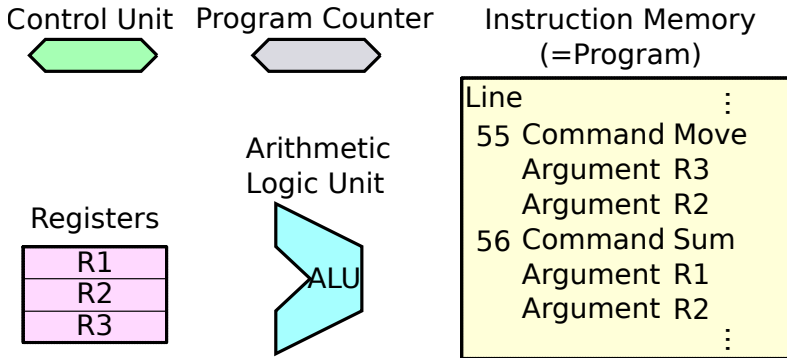 Control Unit
Program Counter
Instruction Memory
(=Program)
Line
⋮
55 Command Move
Argument R3
Argument R2
56 Command Sum
Argument R1
Argument R2
⋮
Arithmetic
Logic Unit
ALU
Registers
R1
R2
R3